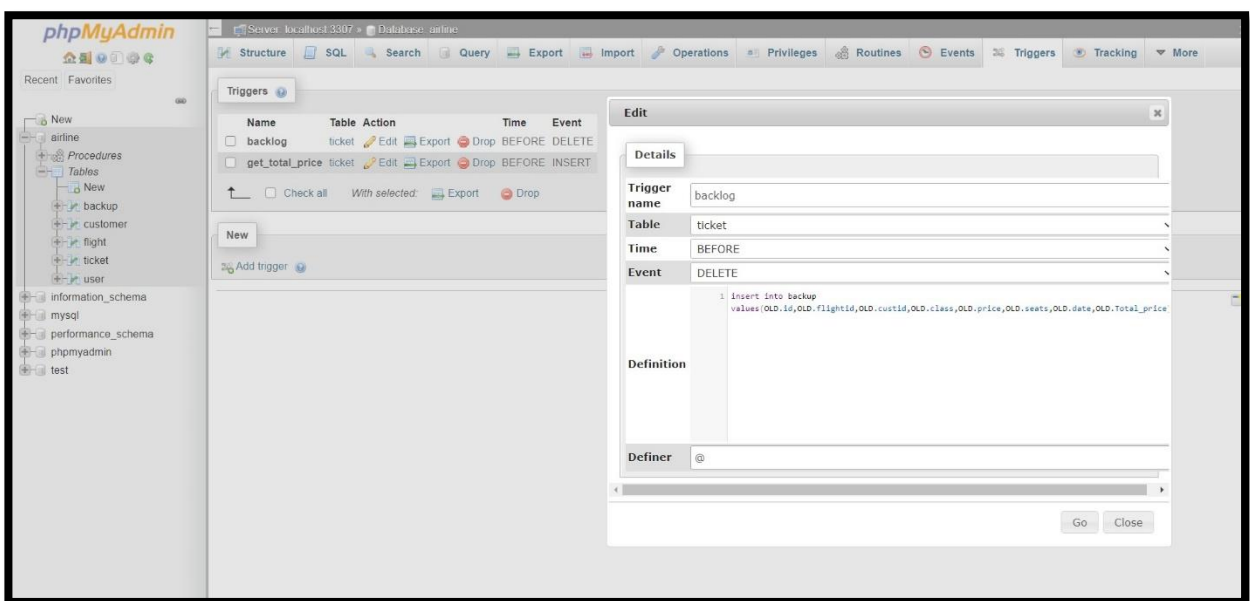 phpMyAdmin
Recent Favorites
New
airline
Procedures
Tables
New
backup
customer
flight
ticket
user
information_schema
mysql
performance_schema
phpmyadmin
test
Server: localhost:3307 » Database: airline
Structure SQL Search Query Export Import Operations Privileges Routines Events Triggers Tracking More
Triggers
Name Table Action Time Event
backlog ticket Edit Export Drop BEFORE DELETE
get_total_price ticket Edit Export Drop BEFORE INSERT
Check all With selected: Export Drop
New
Add trigger
Edit
Details
Trigger name backlog
Table ticket
Time BEFORE
Event DELETE
Definition
1 insert into backup
values(OLD.id,OLD.flightid,OLD.custid,OLD.class,OLD.price,OLD.seats,OLD.date,OLD.Total_price
Definer @
Go Close